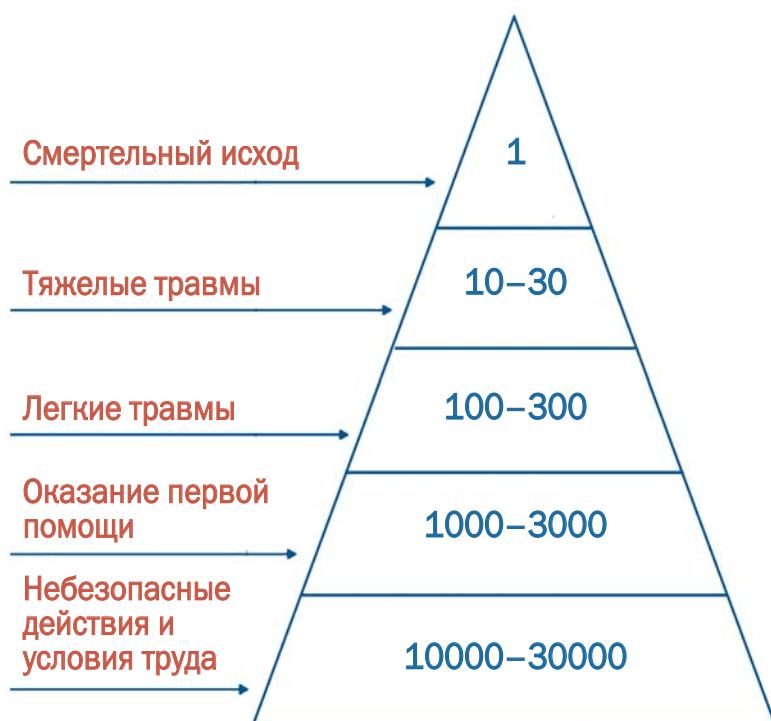 Смертельный исход
1
Тяжелые травмы
10–30
Легкие травмы
100–300
Оказание первой
помощи
1000–3000
Небезопасные
действия и
условия труда
10000–30000